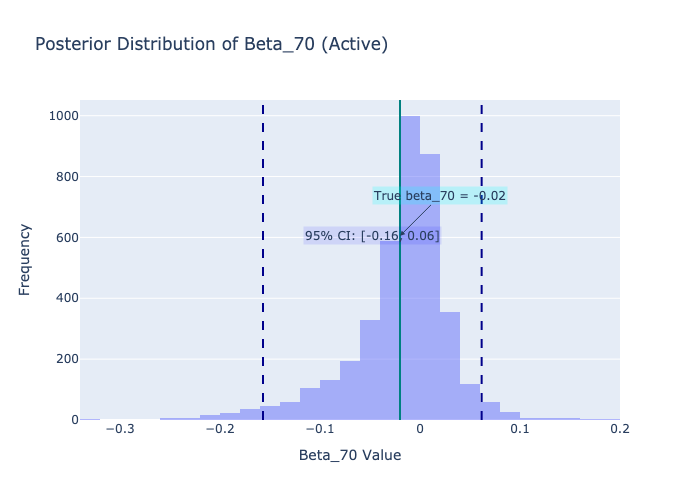 Posterior Distribution of Beta_70 (Active)
1000
800
True beta_70 = -0.02
600
95% CI: [-0.16, 0.06]
400
200
0
Frequency
−0.3
−0.2
−0.1
0
0.1
0.2
Beta_70 Value